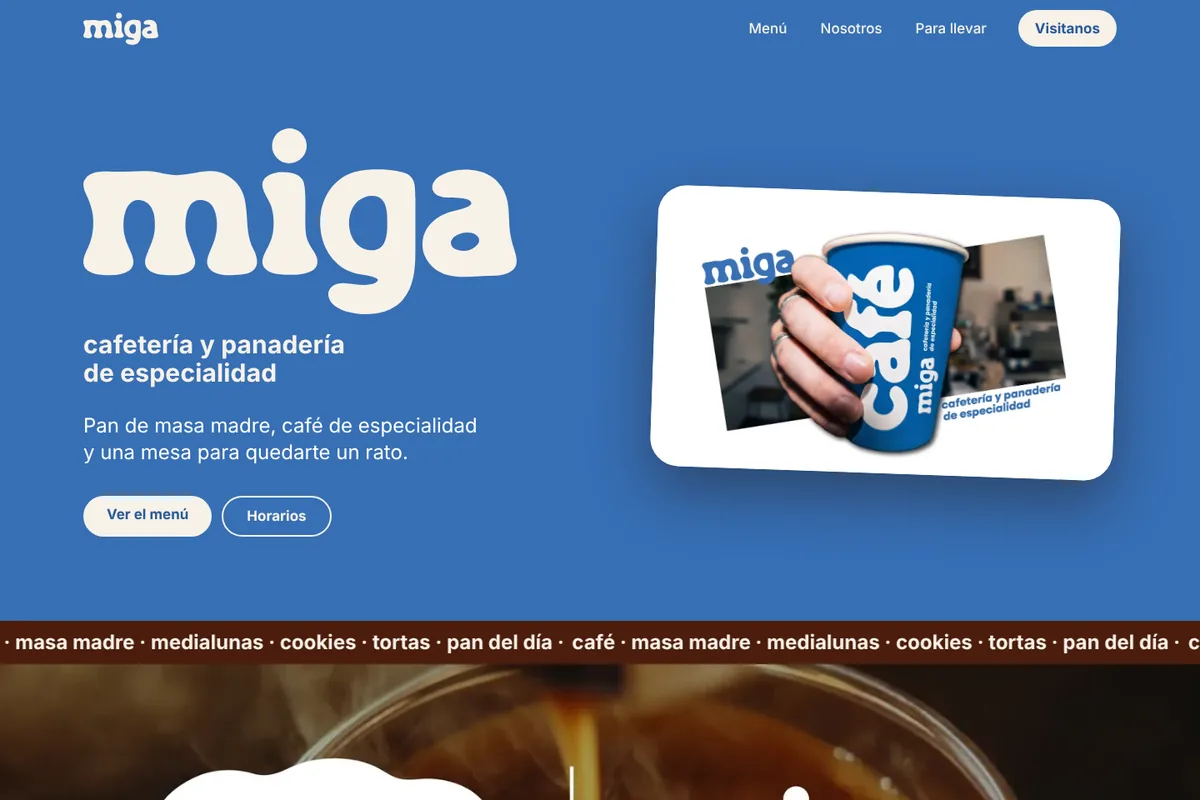 miga
Menú
Nosotros
Para llevar
Visitanos
miga
cafetería y panadería
de especialidad
Pan de masa madre, café de especialidad
y una mesa para quedarte un rato.
Ver el menú
Horarios
miga
café
miga
cafetería y panadería
de especialidad
cafetería y panadería
de especialidad
· masa madre · medialunas · cookies · tortas · pan del día · café · masa madre · medialunas · cookies · tortas · pan del día · c